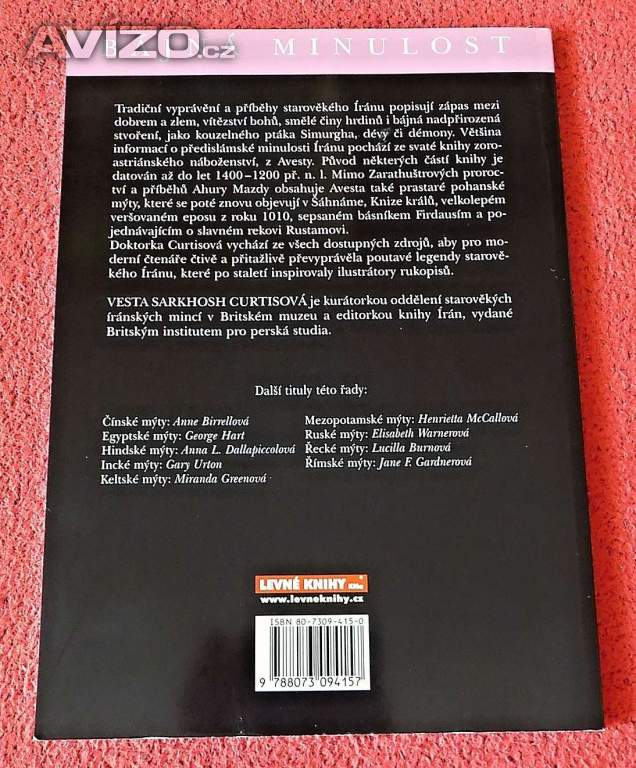 AVÍZO.cz
BÁJNÁ MINULOST
Tradiční vyprávění a příběhy starověkého Íránu popisují zápas mezi
dobrem a zlem, vítězství bohů, smělé činy hrdinů i bájná nadpřirozená
stvoření, jako kouzelného ptáka Simurgha, dévy či démony. Většina
informací o předislámské minulosti Íránu pochází ze svaté knihy zoro-
astriánského náboženství, z Avesty. Původ některých částí knihy je
datován až do let 1400–1200 př. n. l. Mimo Zarathuštrových proroc-
tví a příběhů Ahury Mazdy obsahuje Avesta také prastaré pohanské
mýty, které se poté znovu objevují v Šáhnáme, Knize králů, velkolepém
veršovaném eposu z roku 1010, sepsaném básníkem Firdausím a po-
jednávajícím o slavném rekovi Rustamovi.
Doktorka Curtisová vychází ze všech dostupných zdrojů, aby pro mo-
derní čtenáře čtivě a přitažlivě převyprávěla poutavé legendy starově-
kého Íránu, které po staletí inspirovaly ilustrátory rukopisů.
VESTA SARKHOSH CURTISOVÁ je kurátorkou oddělení starověkých
íránských mincí v Britském muzeu a editorkou knihy Írán, vydané
Britským institutem pro perská studia.
Další tituly této řady:
Čínské mýty: Anne Birrellová
Egyptské mýty: George Hart
Hindské mýty: Anna L. Dallapiccolová
Incké mýty: Gary Urton
Keltské mýty: Miranda Greenová
Mezopotamské mýty: Henrietta McCallová
Ruské mýty: Elisabeth Warnerová
Řecké mýty: Lucilla Burnová
Římské mýty: Jane F. Gardnerová
LEVNÉ KNIHY KMa
www.levneknihy.cz
ISBN 80-7309-415-0
9 788073 094157